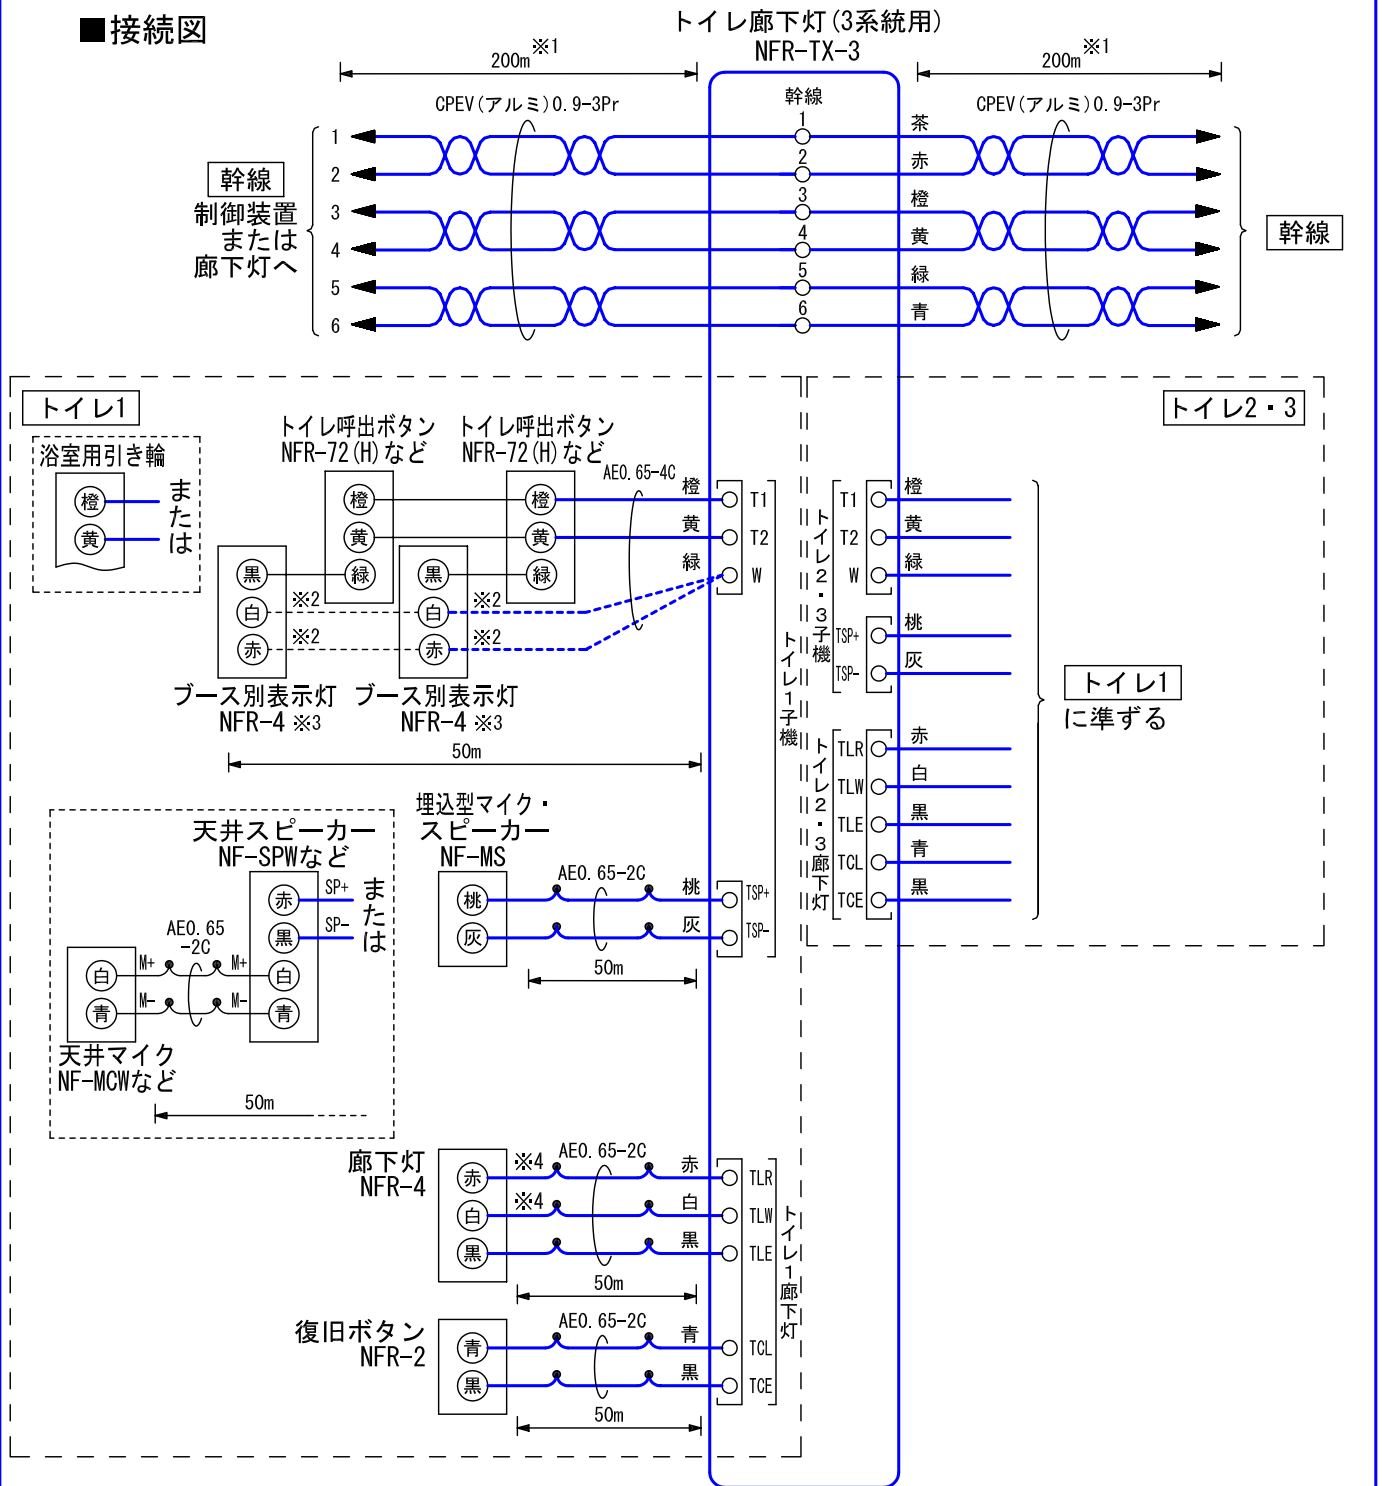 ■接続図
トイレ廊下灯(3系統用)
NFR-TX-3
200m※1
200m※1
CPEV(アルミ)0.9-3Pr
幹線
CPEV(アルミ)0.9-3Pr
1
1
茶
2
2
赤
幹線
制御装置
または
廊下灯へ
3
3
橙
4
4
黄
幹線
5
5
緑
6
6
青
トイレ1
浴室用引き輪
橙
黄
または
トイレ呼出ボタン
NFR-72(H)など
トイレ呼出ボタン
NFR-72(H)など
AE0.65-4C
橙
橙
橙
T1
黄
黄
黄
T2
黒
緑
黒
緑
緑
W
白
※2
白
※2
赤
※2
赤
※2
ブース別表示灯
NFR-4 ※3
ブース別表示灯
NFR-4 ※3
50m
トイレ1子機
天井スピーカー
NF-SPWなど
埋込型マイク・
スピーカー
NF-MS
AE0.65-2C
赤
SP+
または
桃
桃
TSP+
黒
SP-
灰
灰
TSP-
50m
AE0.65
-2C
白
M+
M+
白
青
M-
M-
青
天井マイク
NF-MCWなど
50m
廊下灯
NFR-4
AE0.65-2C
赤
※4
赤
TLR
白
※4
白
TLW
黒
黒
TLE
50m
トイレ1廊下灯
復旧ボタン
NFR-2
AE0.65-2C
青
青
TCL
黒
黒
TCE
50m
トイレ2・3
トイレ2・3子機
T1
橙
T2
黄
W
緑
TSP+
桃
TSP-
灰
トイレ2・3廊下灯
TLR
赤
TLW
白
TLE
黒
TCL
青
TCE
黒
トイレ1
に準ずる